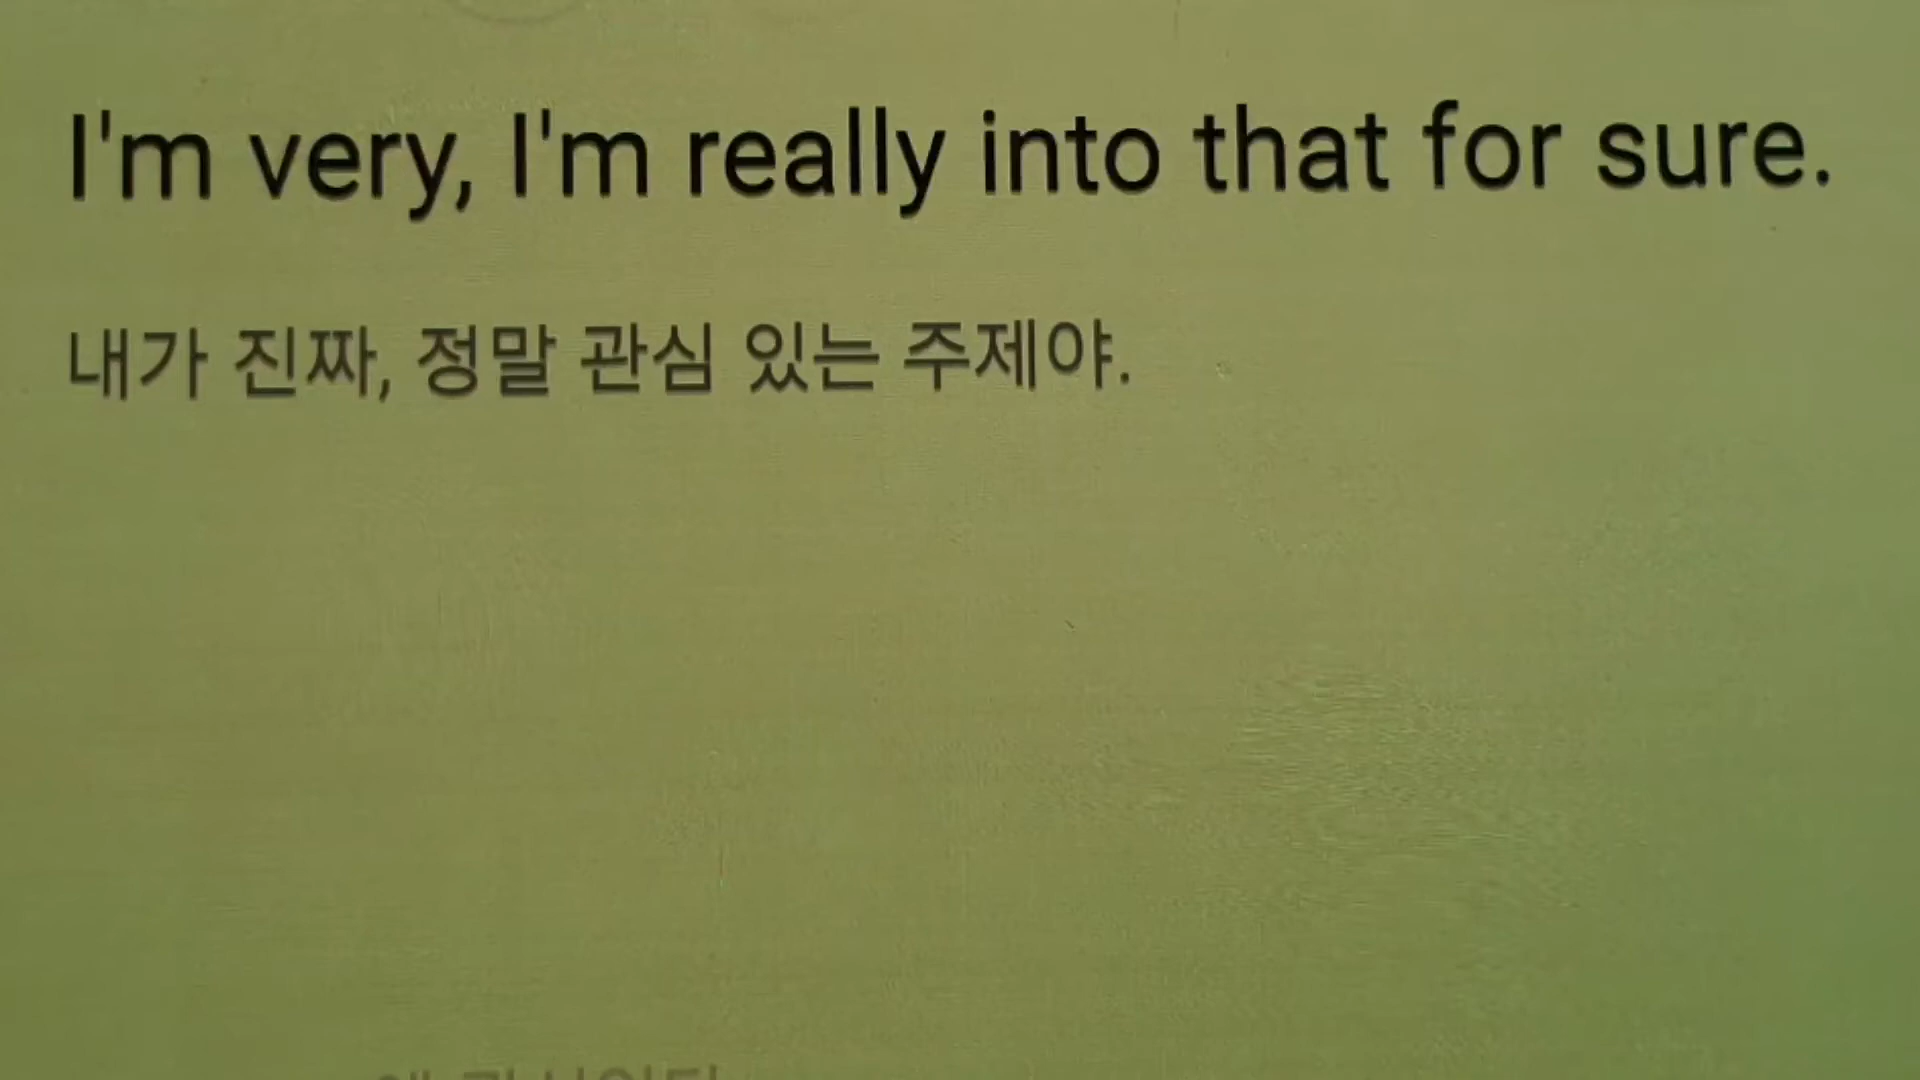 I'm very, I'm really into that for sure.
내가 진짜, 정말 관심 있는 주제야.